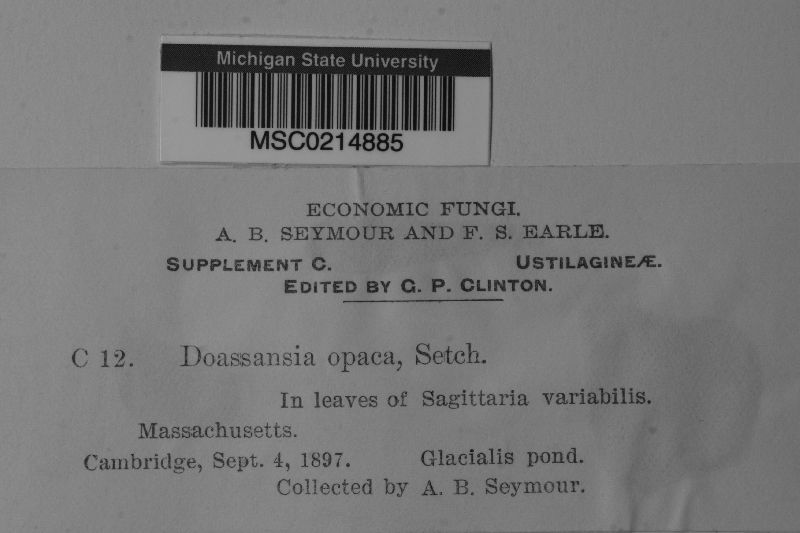 Michigan State University
MSC0214885
ECONOMIC FUNGI.
A. B. SEYMOUR AND F. S. EARLE.
SUPPLEMENT C. USTILAGINEÆ.
EDITED BY G. P. CLINTON.
C 12. Doassansia opaca, Setch.
In leaves of Sagittaria variabilis.
Massachusetts.
Cambridge, Sept. 4, 1897. Glacialis pond.
Collected by A. B. Seymour.